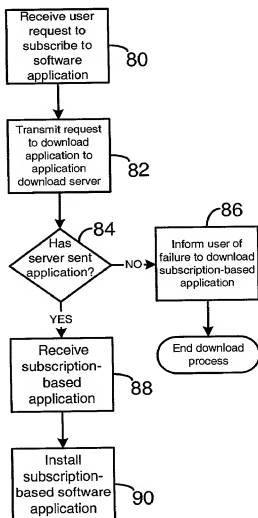 Receive user
request to
subscribe to
software
application
80
Transmit request
to download
application to
application
download server
82
84
Has
server sent
application?
NO
86
Inform user of
failure to download
subscription-based
application
End download
process
YES
Receive
subscription-
based
application
88
Install
subscription-
based software
application
90